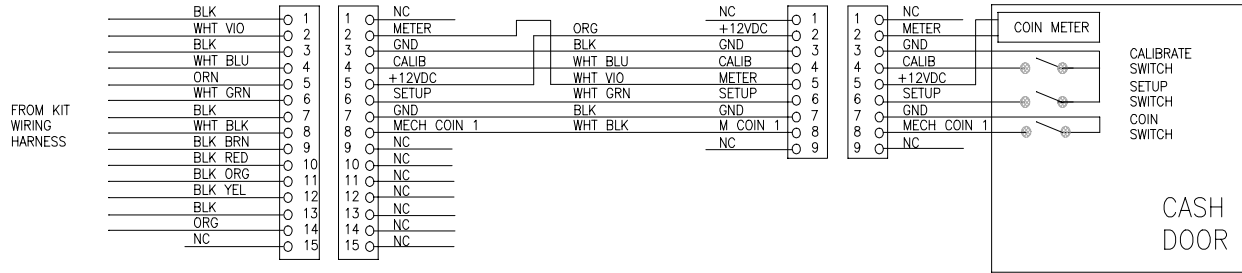 FROM KIT
WIRING
HARNESS
BLK 1
WHT VIO 2
BLK 3
WHT BLU 4
ORN 5
WHT GRN 6
BLK 7
WHT BLK 8
BLK BRN 9
BLK RED 10
BLK ORG 11
BLK YEL 12
BLK 13
ORG 14
NC 15
1 NC
2 METER
3 GND
4 CALIB
5 +12VDC
6 SETUP
7 GND
8 MECH COIN 1
9 NC
10 NC
11 NC
12 NC
13 NC
14 NC
15 NC
NC 1
ORG +12VDC 2
BLK GND 3
WHT BLU CALIB 4
WHT VIO METER 5
WHT GRN SETUP 6
BLK GND 7
WHT BLK M COIN 1 8
NC 9
1 NC
2 METER
3 GND
4 CALIB
5 +12VDC
6 SETUP
7 GND
8 MECH COIN 1
9 NC
COIN METER
CALIBRATE
SWITCH
SETUP
SWITCH
COIN
SWITCH
CASH
DOOR